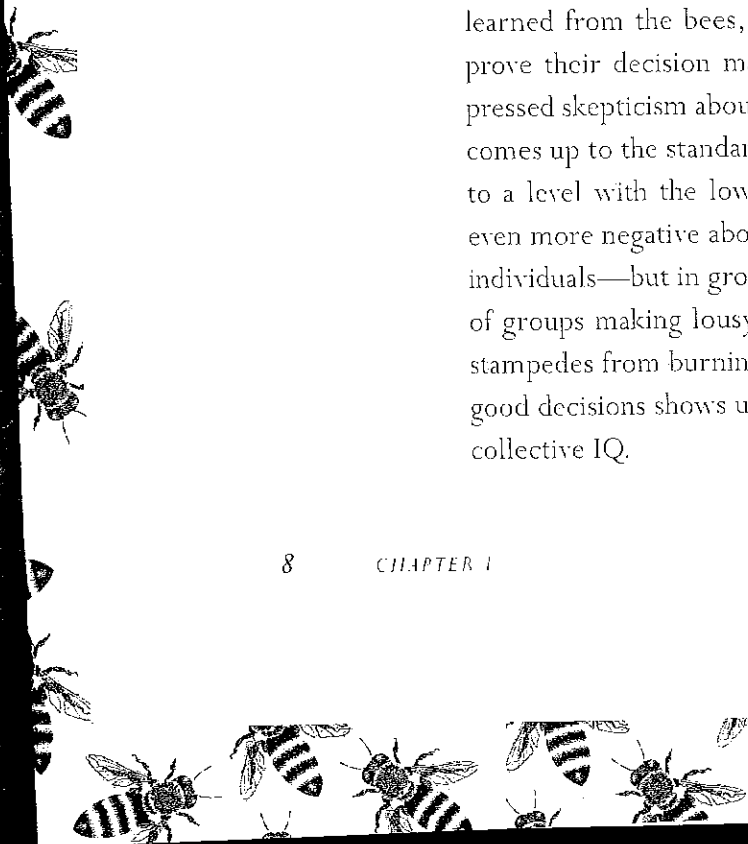 learned from the bees,
prove their decision m
pressed skepticism abou
comes up to the standar
to a level with the low
even more negative abo
individuals—but in gro
of groups making lousy
stampedes from burnin
good decisions shows u
collective IQ.
8 CHAPTER 1